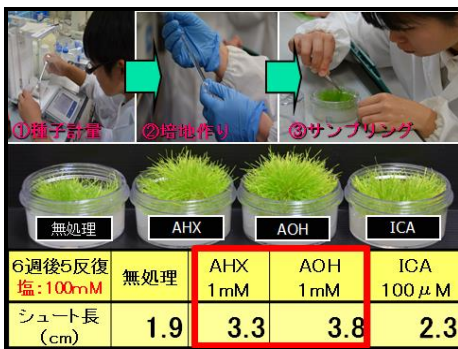 ①種子計量
②培地作り
③サンプリング
無処理
AHX
AOH
ICA
6週後5反復
塩:100mM
無処理
AHX
1mM
AOH
1mM
ICA
100μM
シュート長
(cm)
1.9
3.3
3.8
2.3